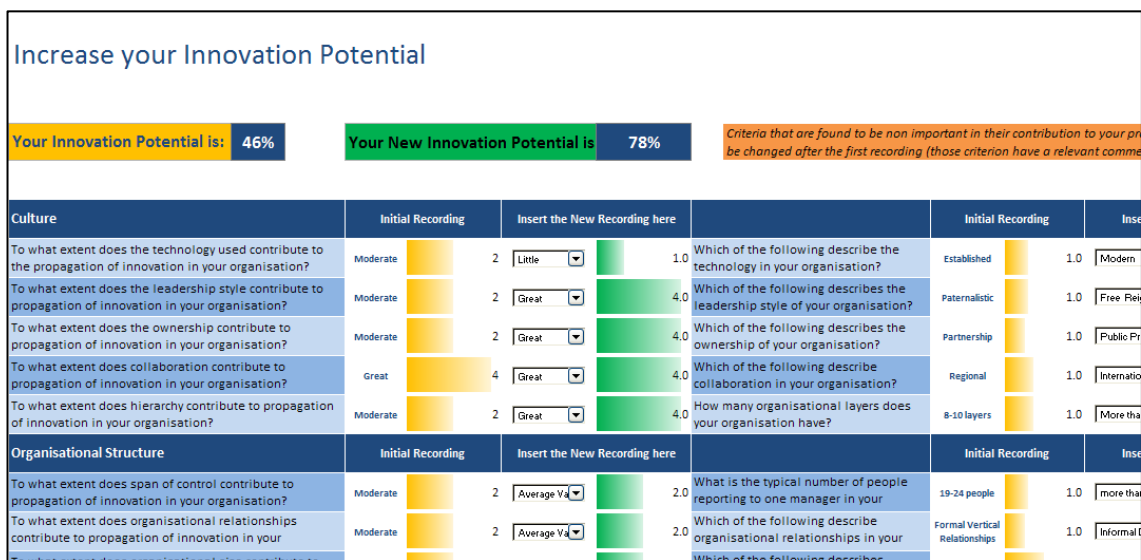 Increase your Innovation Potential
Your Innovation Potential is: 46%
Your New Innovation Potential is 78%
Criteria that are found to be non important in their contribution to your
be changed after the first recording (those criterion have a relevant
Culture Initial Recording Insert the New Recording here Initial Recording
To what extent does the technology used contribute to
the propagation of innovation in your organisation?
Moderate 2 Little 1.0
Which of the following describe the
technology in your organisation?
Established 1.0 Modern
To what extent does the leadership style contribute to
propagation of innovation in your organisation?
Moderate 2 Great 4.0
Which of the following describes the
leadership style of your organisation?
Paternalistic 1.0 Free
To what extent does the ownership contribute to
propagation of innovation in your organisation?
Moderate 2 Great 4.0
Which of the following describes the
ownership of your organisation?
Partnership 1.0 Public
To what extent does collaboration contribute to
propagation of innovation in your organisation?
Great 4 Great 4.0
Which of the following describe
collaboration in your organisation?
Regional 1.0
To what extent does hierarchy contribute to propagation
of innovation in your organisation?
Moderate 2 Great 4.0
How many organisational layers does
your organisation have?
8-10 layers 1.0 More
Organisational Structure Initial Recording Insert the New Recording here Initial Recording
To what extent does span of control contribute to
propagation of innovation in your organisation?
Moderate 2 Average Va 2.0
What is the typical number of people
reporting to one manager in your
19-24 people 1.0 more
To what extent does organisational relationships
contribute to propagation of innovation in your
Moderate 2 Average Va 2.0
Which of the following describe
organisational relationships in your
Formal Vertical
Relationships
1.0 Informal